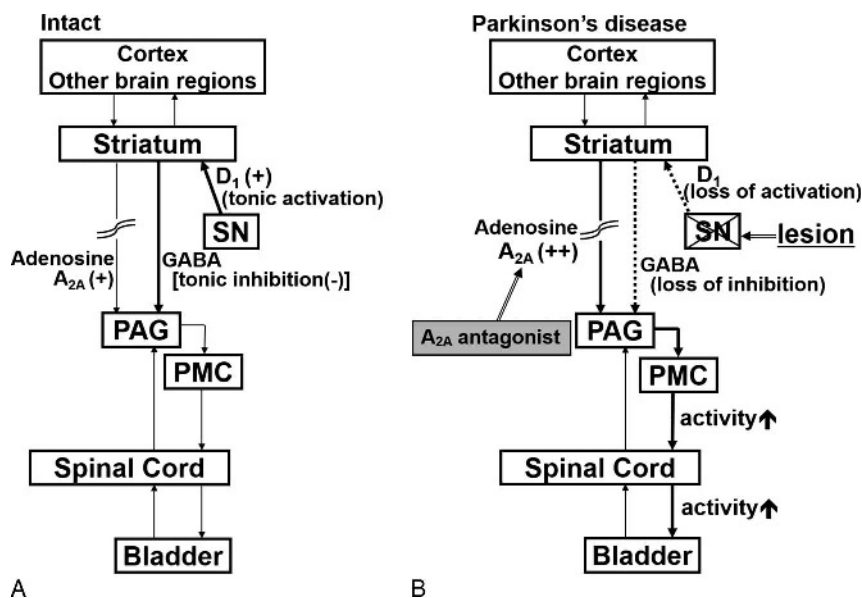 Intact
Cortex
Other brain regions
Striatum
D₁ (+)
(tonic activation)
SN
Adenosine
A₂A (+)
GABA
[tonic inhibition(-)]
PAG
PMC
Spinal Cord
Bladder
A
Parkinson's disease
Cortex
Other brain regions
Striatum
D₁
(loss of activation)
SN
lesion
Adenosine
A₂A (++)
GABA
(loss of inhibition)
A₂A antagonist
PAG
PMC
activity↑
Spinal Cord
activity↑
Bladder
B